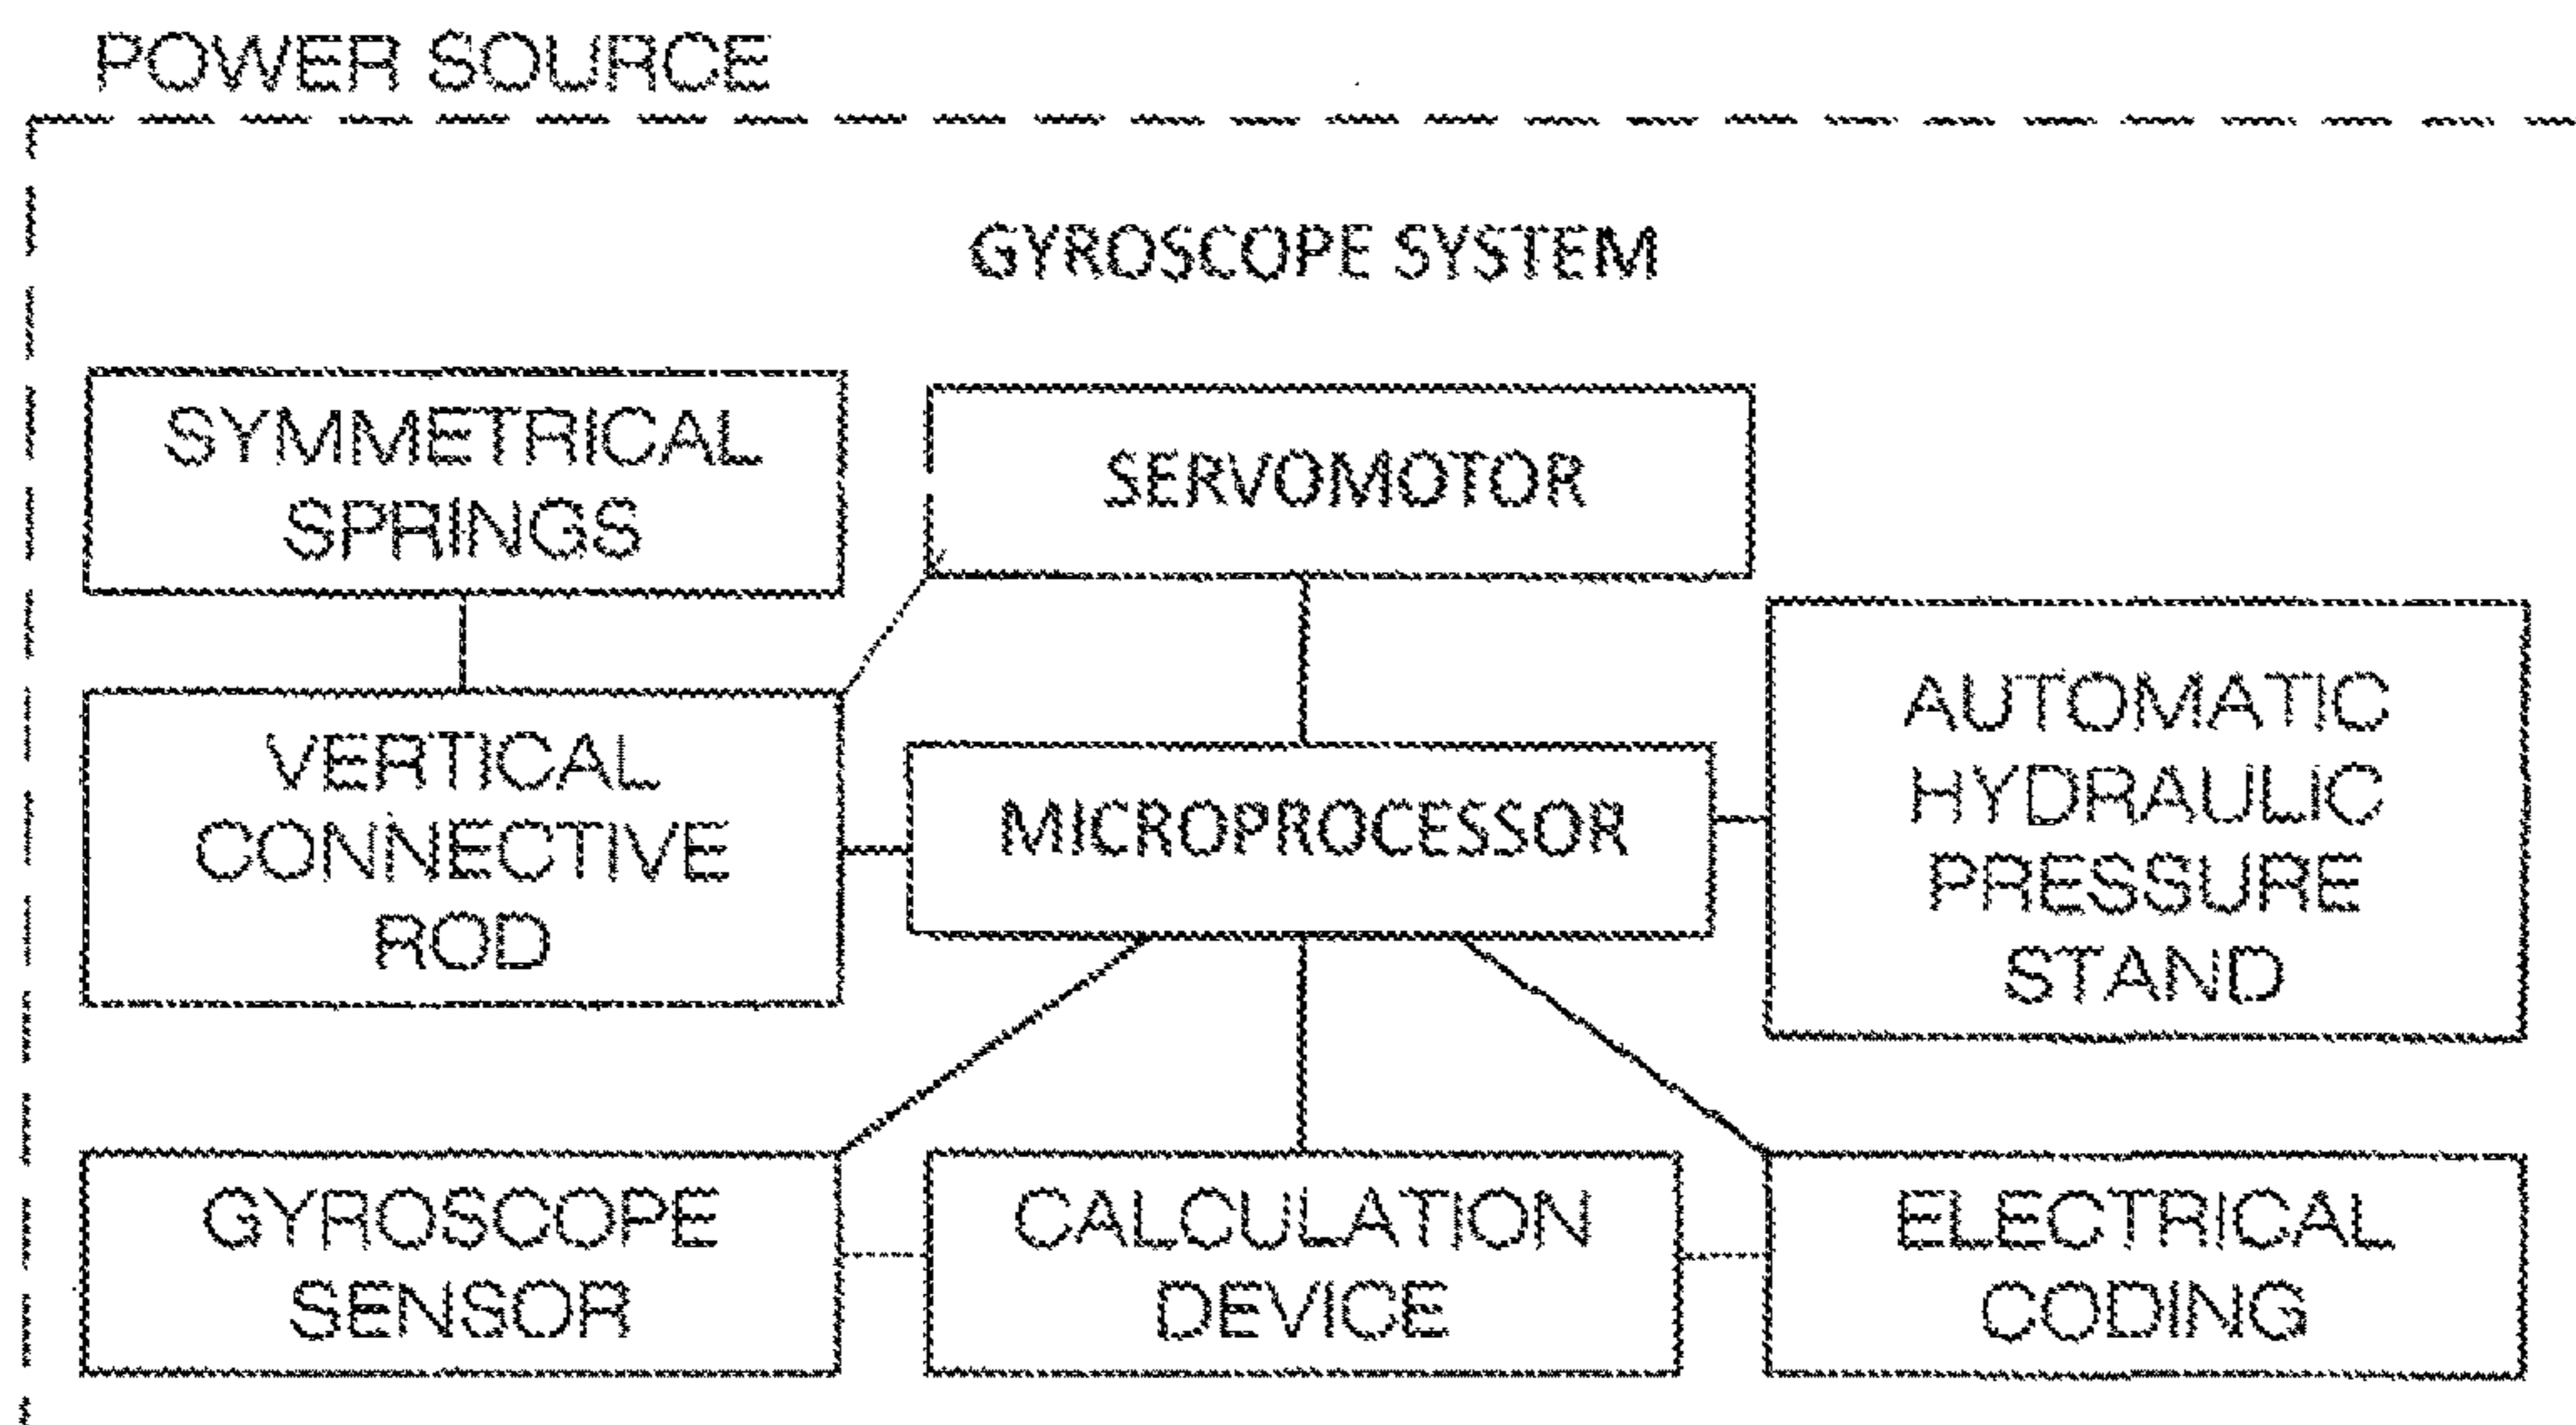 POWER SOURCE
GYROSCOPE SYSTEM
SYMMETRICAL
SPRINGS
SERVOMOTOR
VERTICAL
CONNECTIVE
ROD
MICROPROCESSOR
AUTOMATIC
HYDRAULIC
PRESSURE
STAND
GYROSCOPE
SENSOR
CALCULATION
DEVICE
ELECTRICAL
CODING